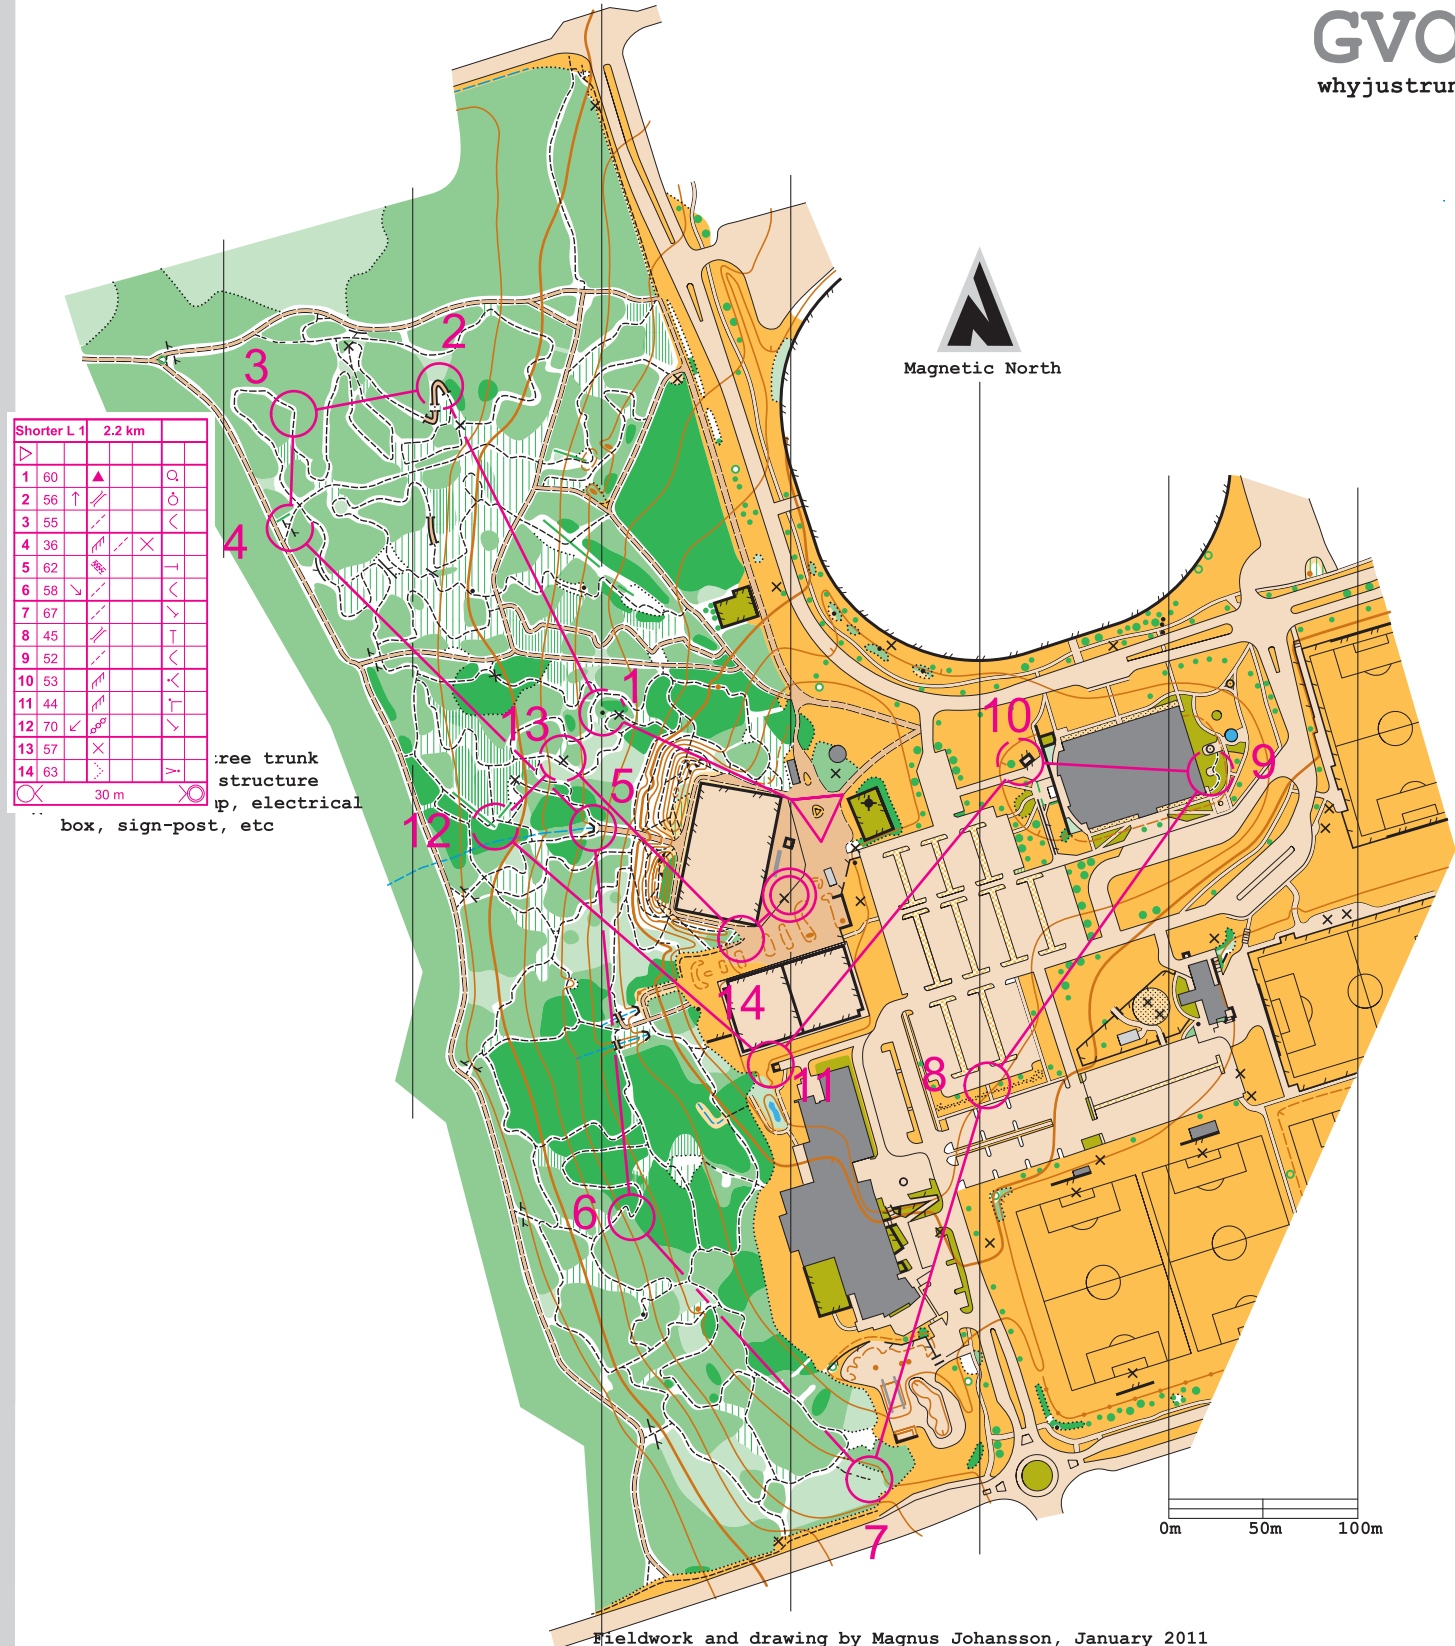 GVO
whyjustrun
Magnetic North
2
3
Shorter L 1 2.2 km
1 60
2 56
3 55
4 36
5 62
6 58
7 67
8 45
9 52
10 53
11 44
12 70
13 57
14 63
30 m
4
1
13
10
9
5
12
tree trunk
structure
electrical
box, sign-post, etc
14
8
11
6
7
0m 50m 100m
Fieldwork and drawing by Magnus Johansson, January 2011